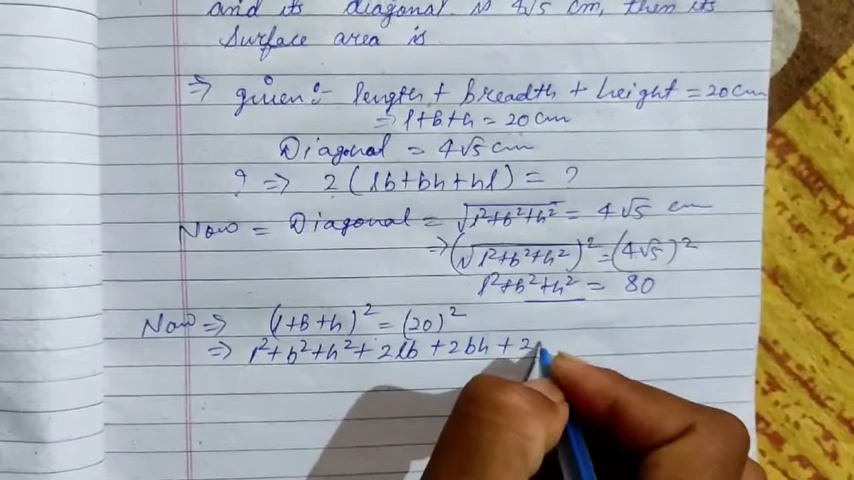 and its diagonal is 4√5 cm, then its
Surface area is
⇒ given:- length + breadth + height = 20 cm
⇒ l+b+h = 20 cm
Diagonal = 4√5 cm
? ⇒ 2(lb+bh+hl) = ?
Now = Diagonal = √l²+b²+h² = 4√5 cm
⇒ (√l²+b²+h²)² = (4√5)²
l²+b²+h² = 80
Now ⇒ (l+b+h)² = (20)²
⇒ l²+b²+h²+2lb+2bh+2